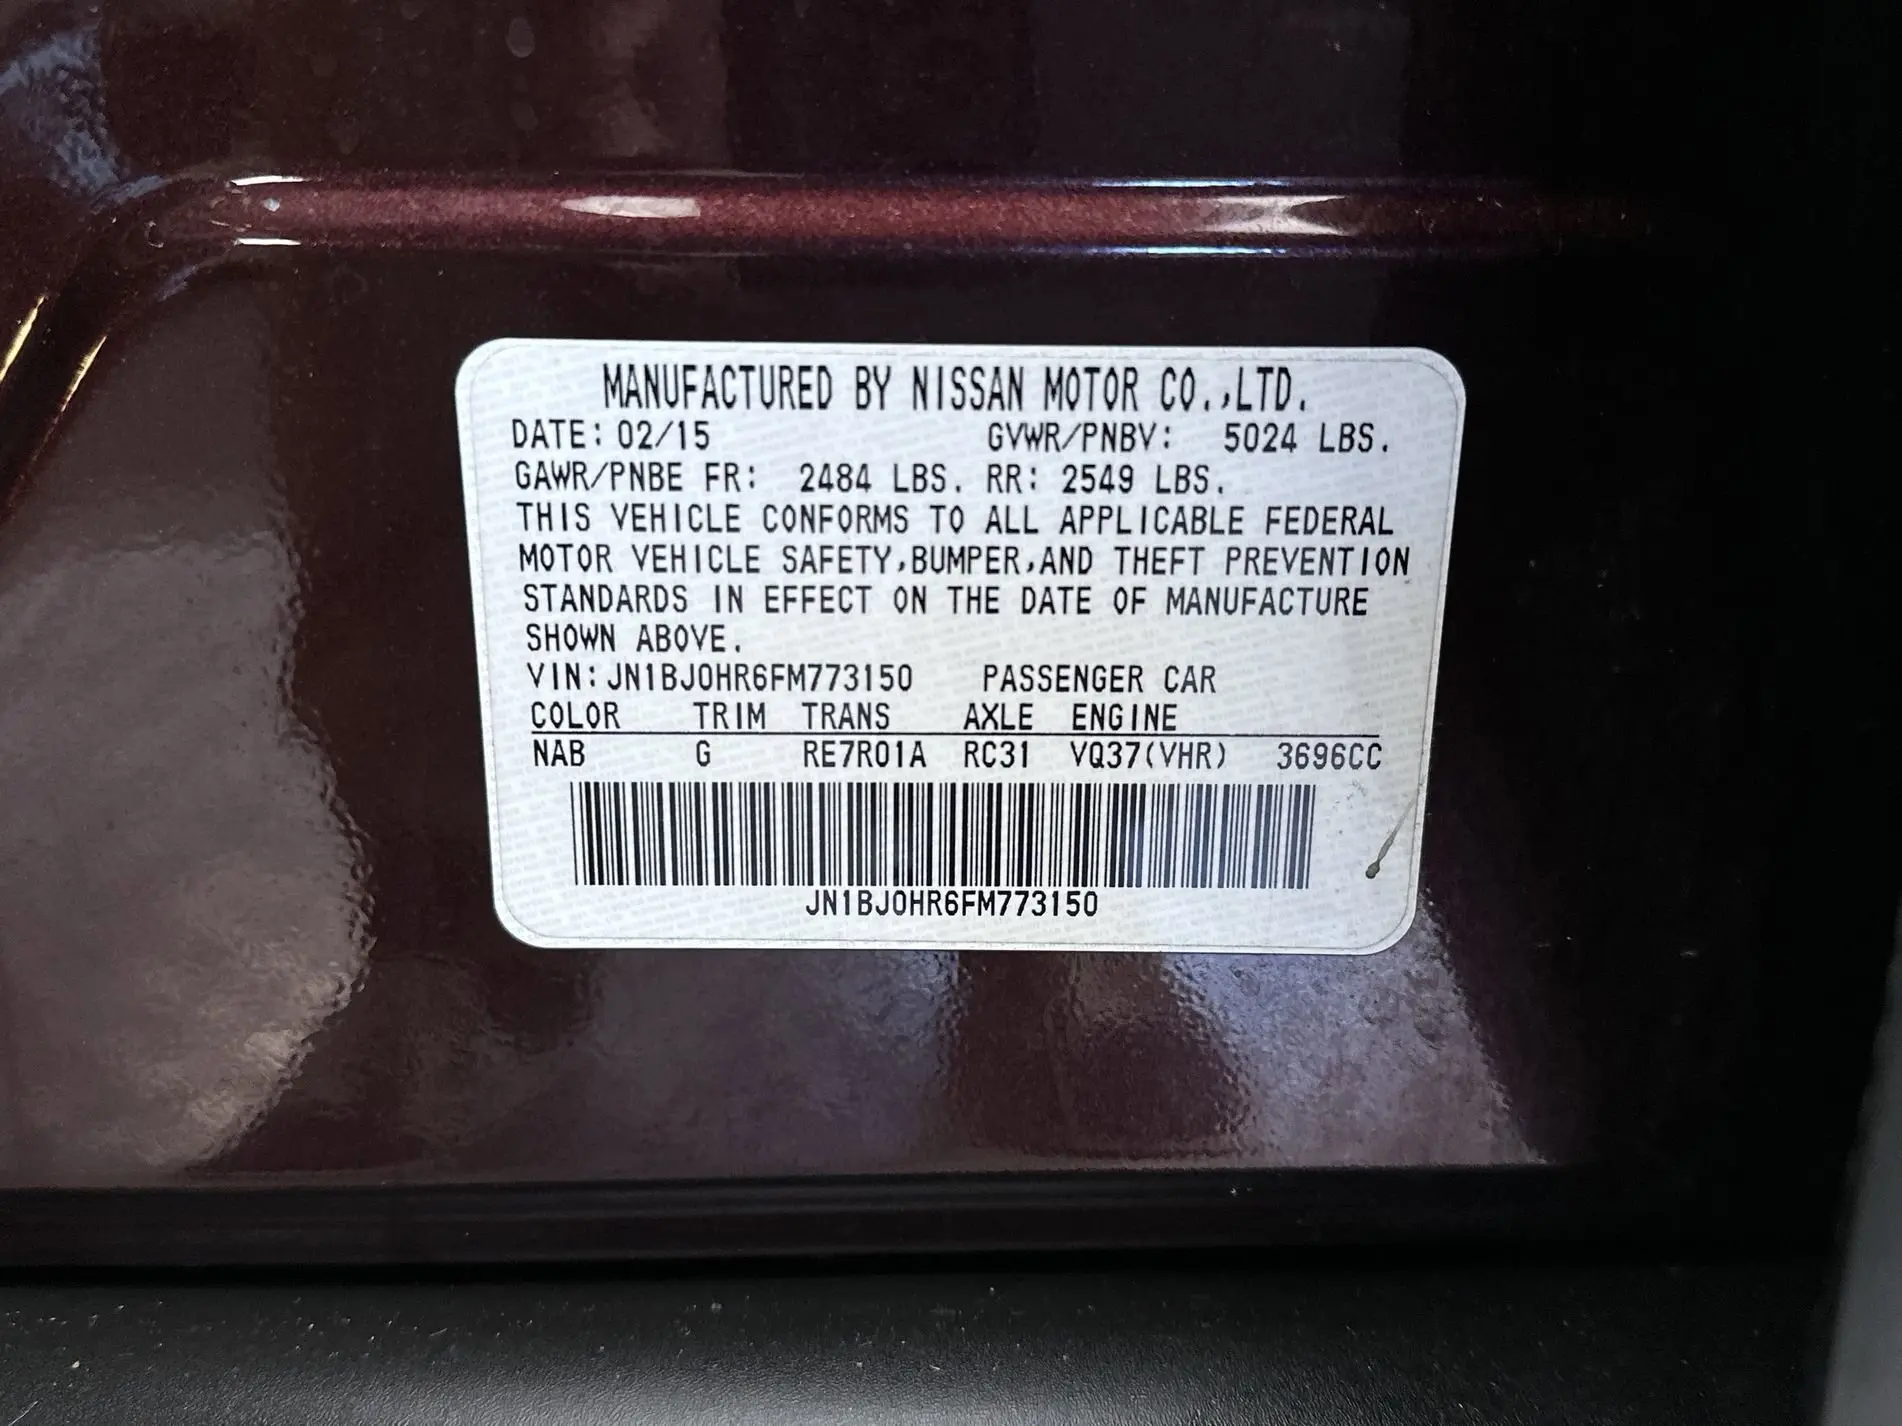 MANUFACTURED BY NISSAN MOTOR CO.,LTD.
DATE: 02/15 GVWR/PNBV: 5024 LBS.
GAWR/PNBE FR: 2484 LBS. RR: 2549 LBS.
THIS VEHICLE CONFORMS TO ALL APPLICABLE FEDERAL
MOTOR VEHICLE SAFETY,BUMPER,AND THEFT PREVENTION
STANDARDS IN EFFECT ON THE DATE OF MANUFACTURE
SHOWN ABOVE.
VIN:JN1BJ0HR6FM773150 PASSENGER CAR
COLOR TRIM TRANS AXLE ENGINE
NAB G RE7R01A RC31 VQ37(VHR) 3696CC
JN1BJ0HR6FM773150